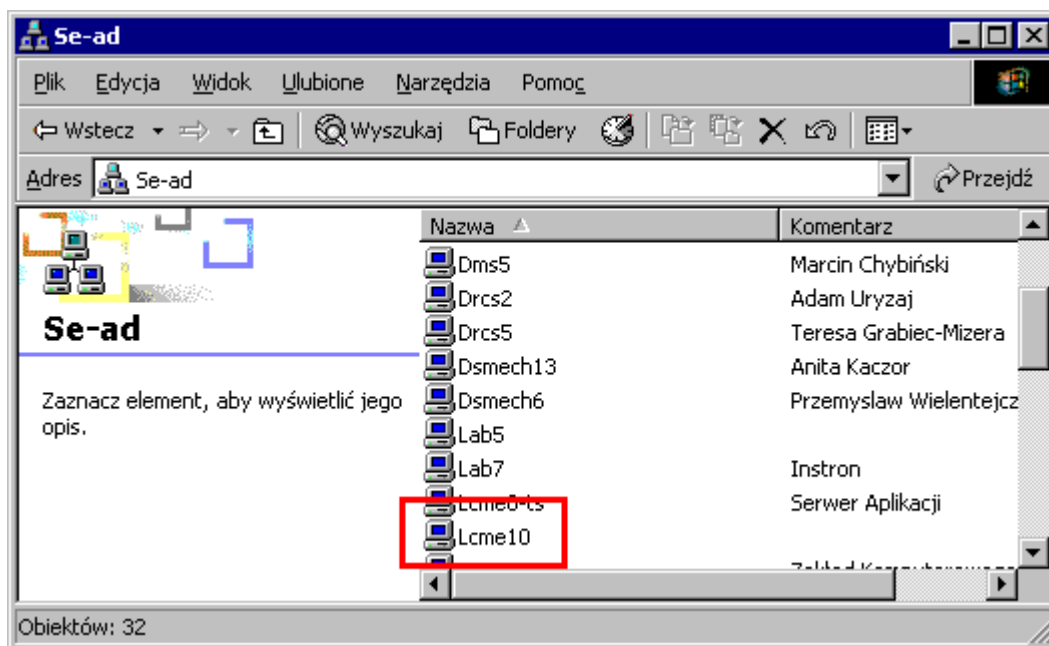 Se-ad
Plik Edycja Widok Ulubione Narzędzia Pomoc
Wstecz Wyszukaj Foldery
Adres Se-ad Przejdź
Nazwa Komentarz
Se-ad
Zaznacz element, aby wyświetlić jego
opis.
Dms5 Marcin Chybiński
Drcs2 Adam Uryzaj
Drcs5 Teresa Grabiec-Mizera
Dsmech13 Anita Kaczor
Dsmech6 Przemyslaw Wielentejcz
Lab5
Lab7 Instron
Serwer Aplikacji
Lcme10
Obiektów: 32